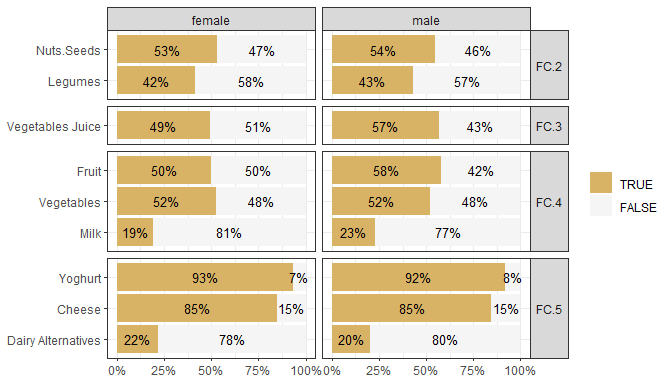 female male
Nuts.Seeds 53% 47% 54% 46%
FC.2
Legumes 42% 58% 43% 57%
Vegetables Juice 49% 51% 57% 43% FC.3
Fruit 50% 50% 58% 42%
Vegetables 52% 48% 52% 48% FC.4
Milk 19% 81% 23% 77%
Yoghurt 93% 7% 92% 8%
Cheese 85% 15% 85% 15% FC.5
Dairy Alternatives 22% 78% 20% 80%
0% 25% 50% 75% 100% 0% 25% 50% 75% 100%
TRUE
FALSE